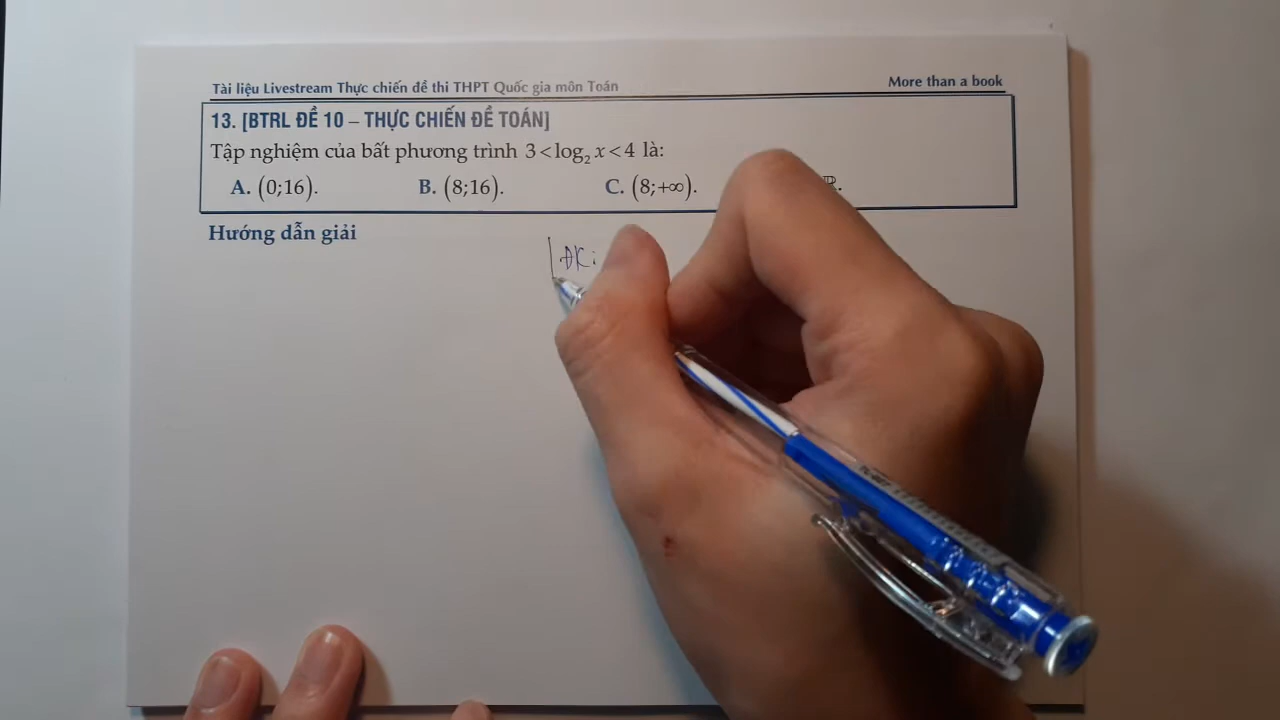 Tài liệu Livestream Thực chiến đề thi THPT Quốc gia môn Toán
More than a book
13. [BTRL ĐỀ 10 – THỰC CHIẾN ĐỀ TOÁN]
Tập nghiệm của bất phương trình 3 < log₂ x < 4 là:
A. (0;16). B. (8;16). C. (8;+∞). ℝ.
Hướng dẫn giải
ĐK: